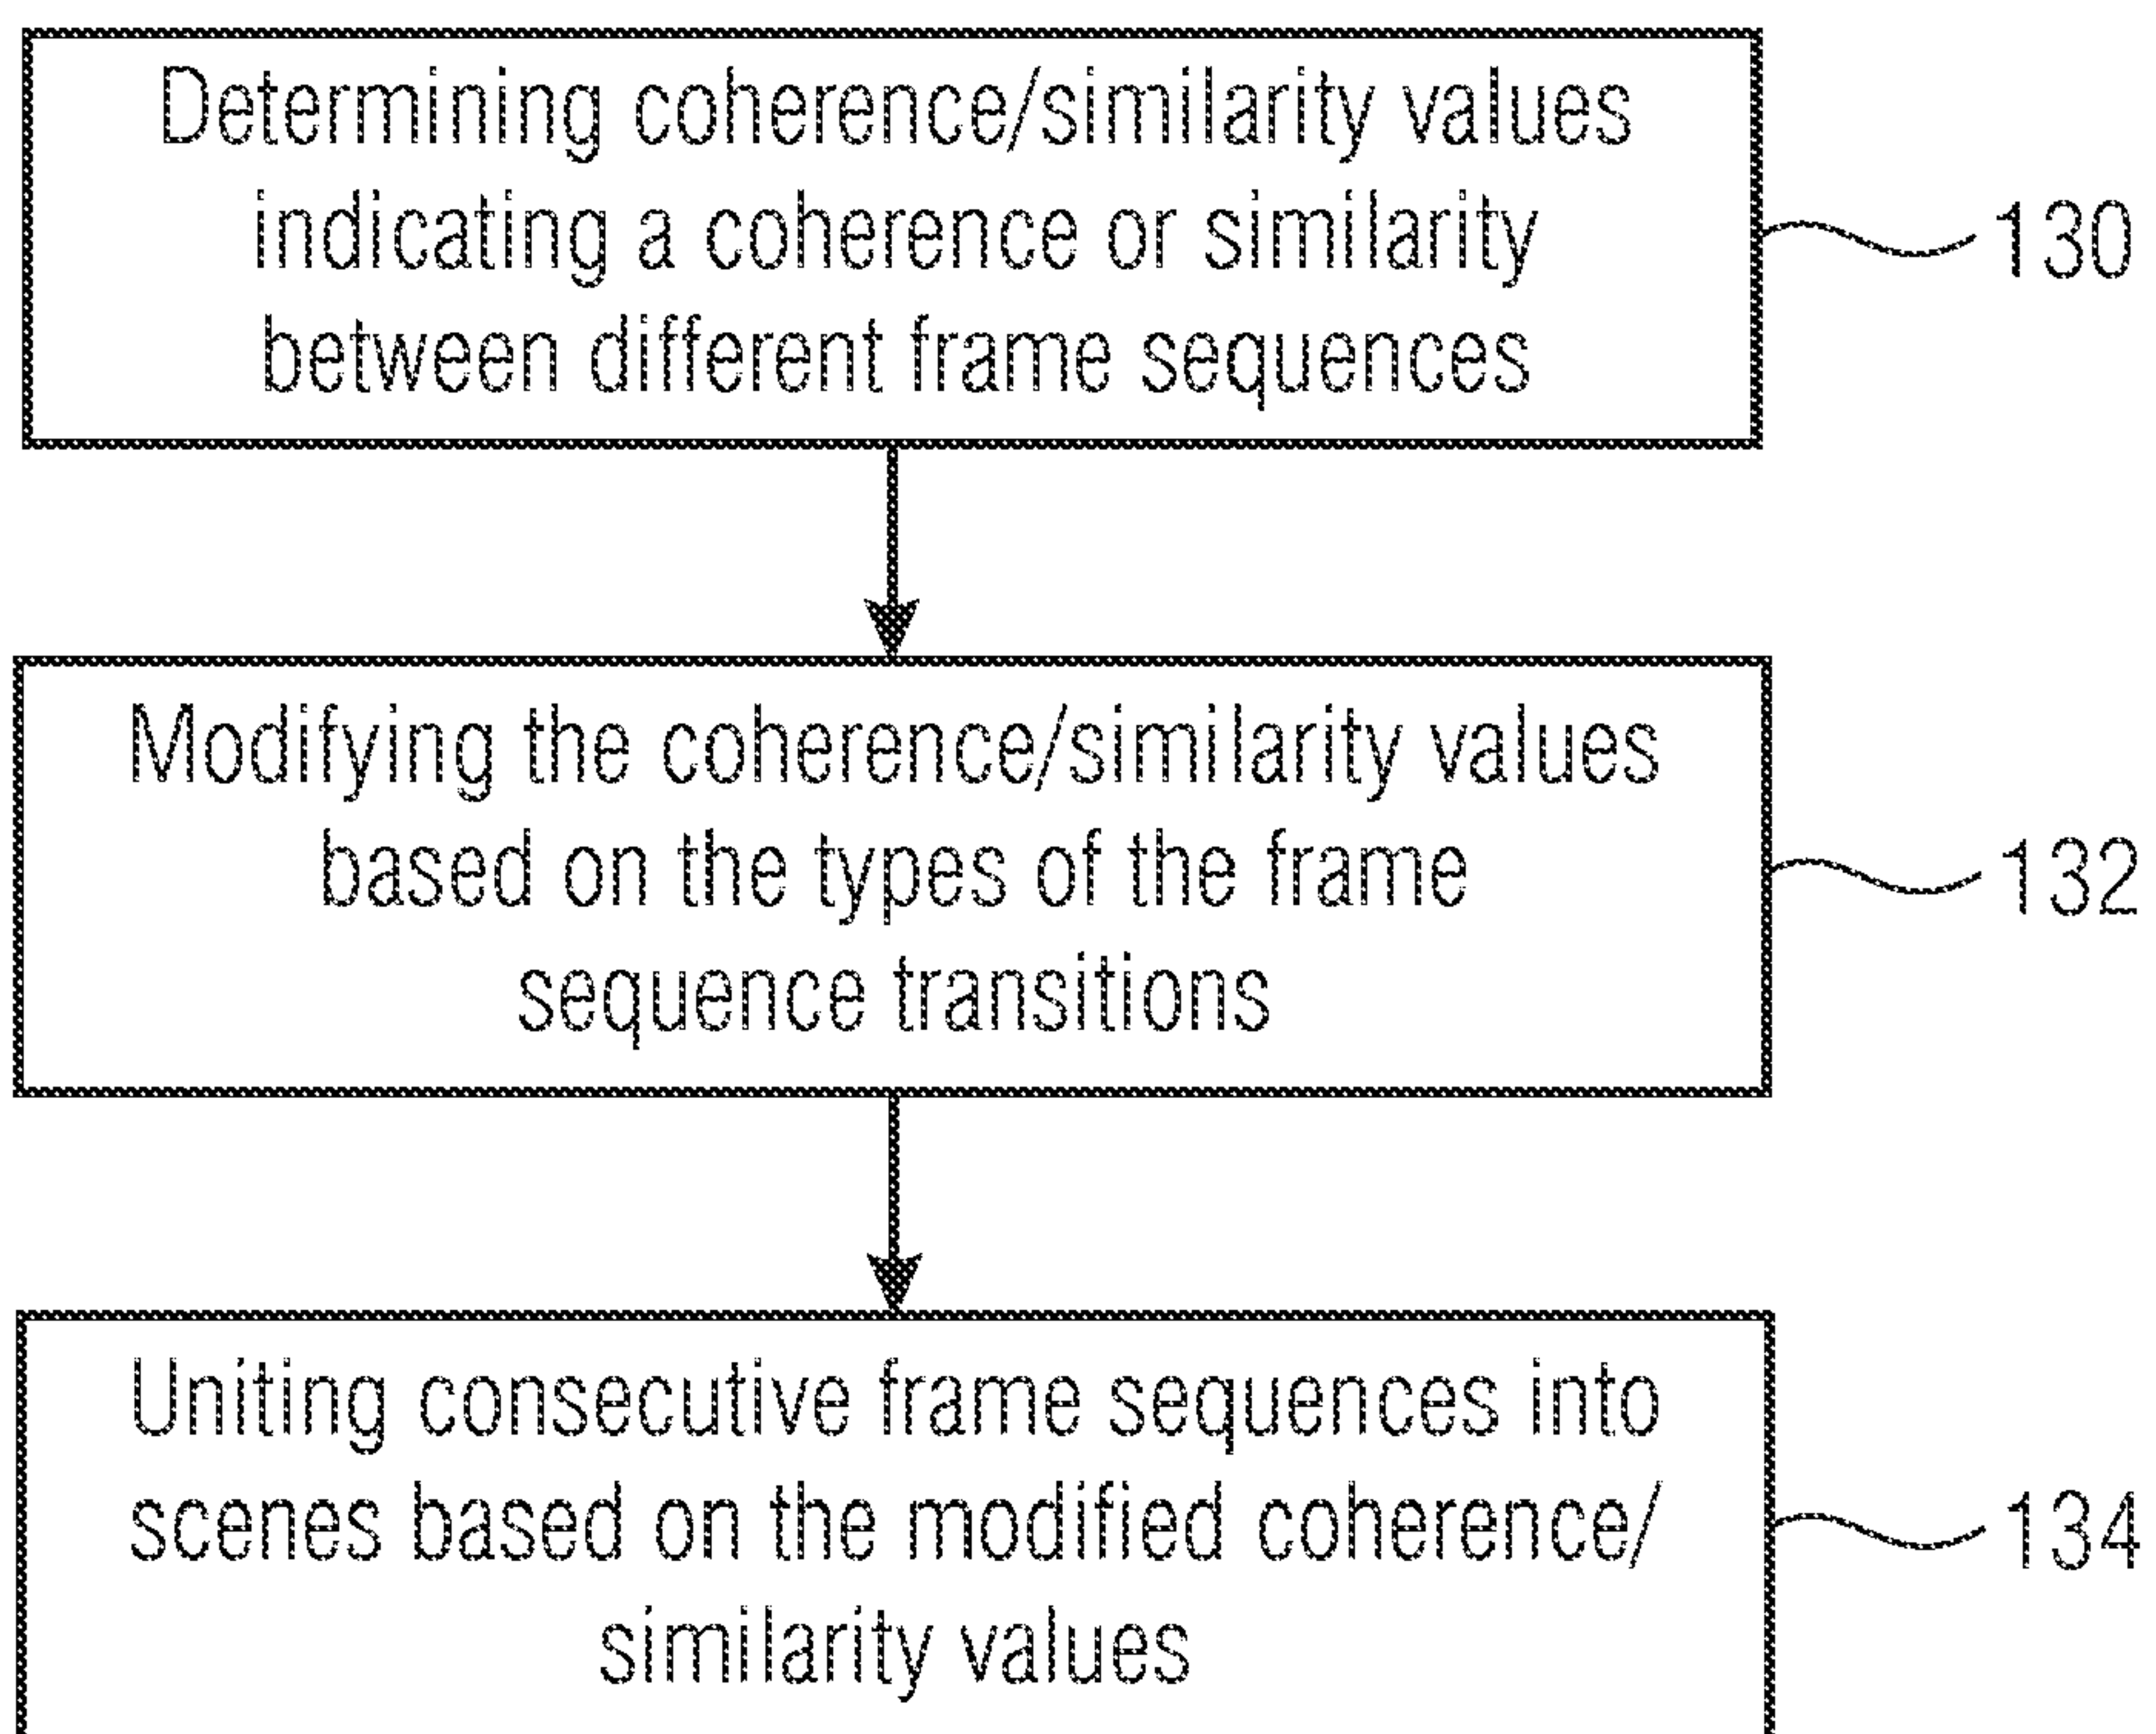 Determining coherence/similarity values
indicating a coherence or similarity
between different frame sequences
130
Modifying the coherence/similarity values
based on the types of the frame
sequence transitions
132
Uniting consecutive frame sequences into
scenes based on the modified coherence/
similarity values
134